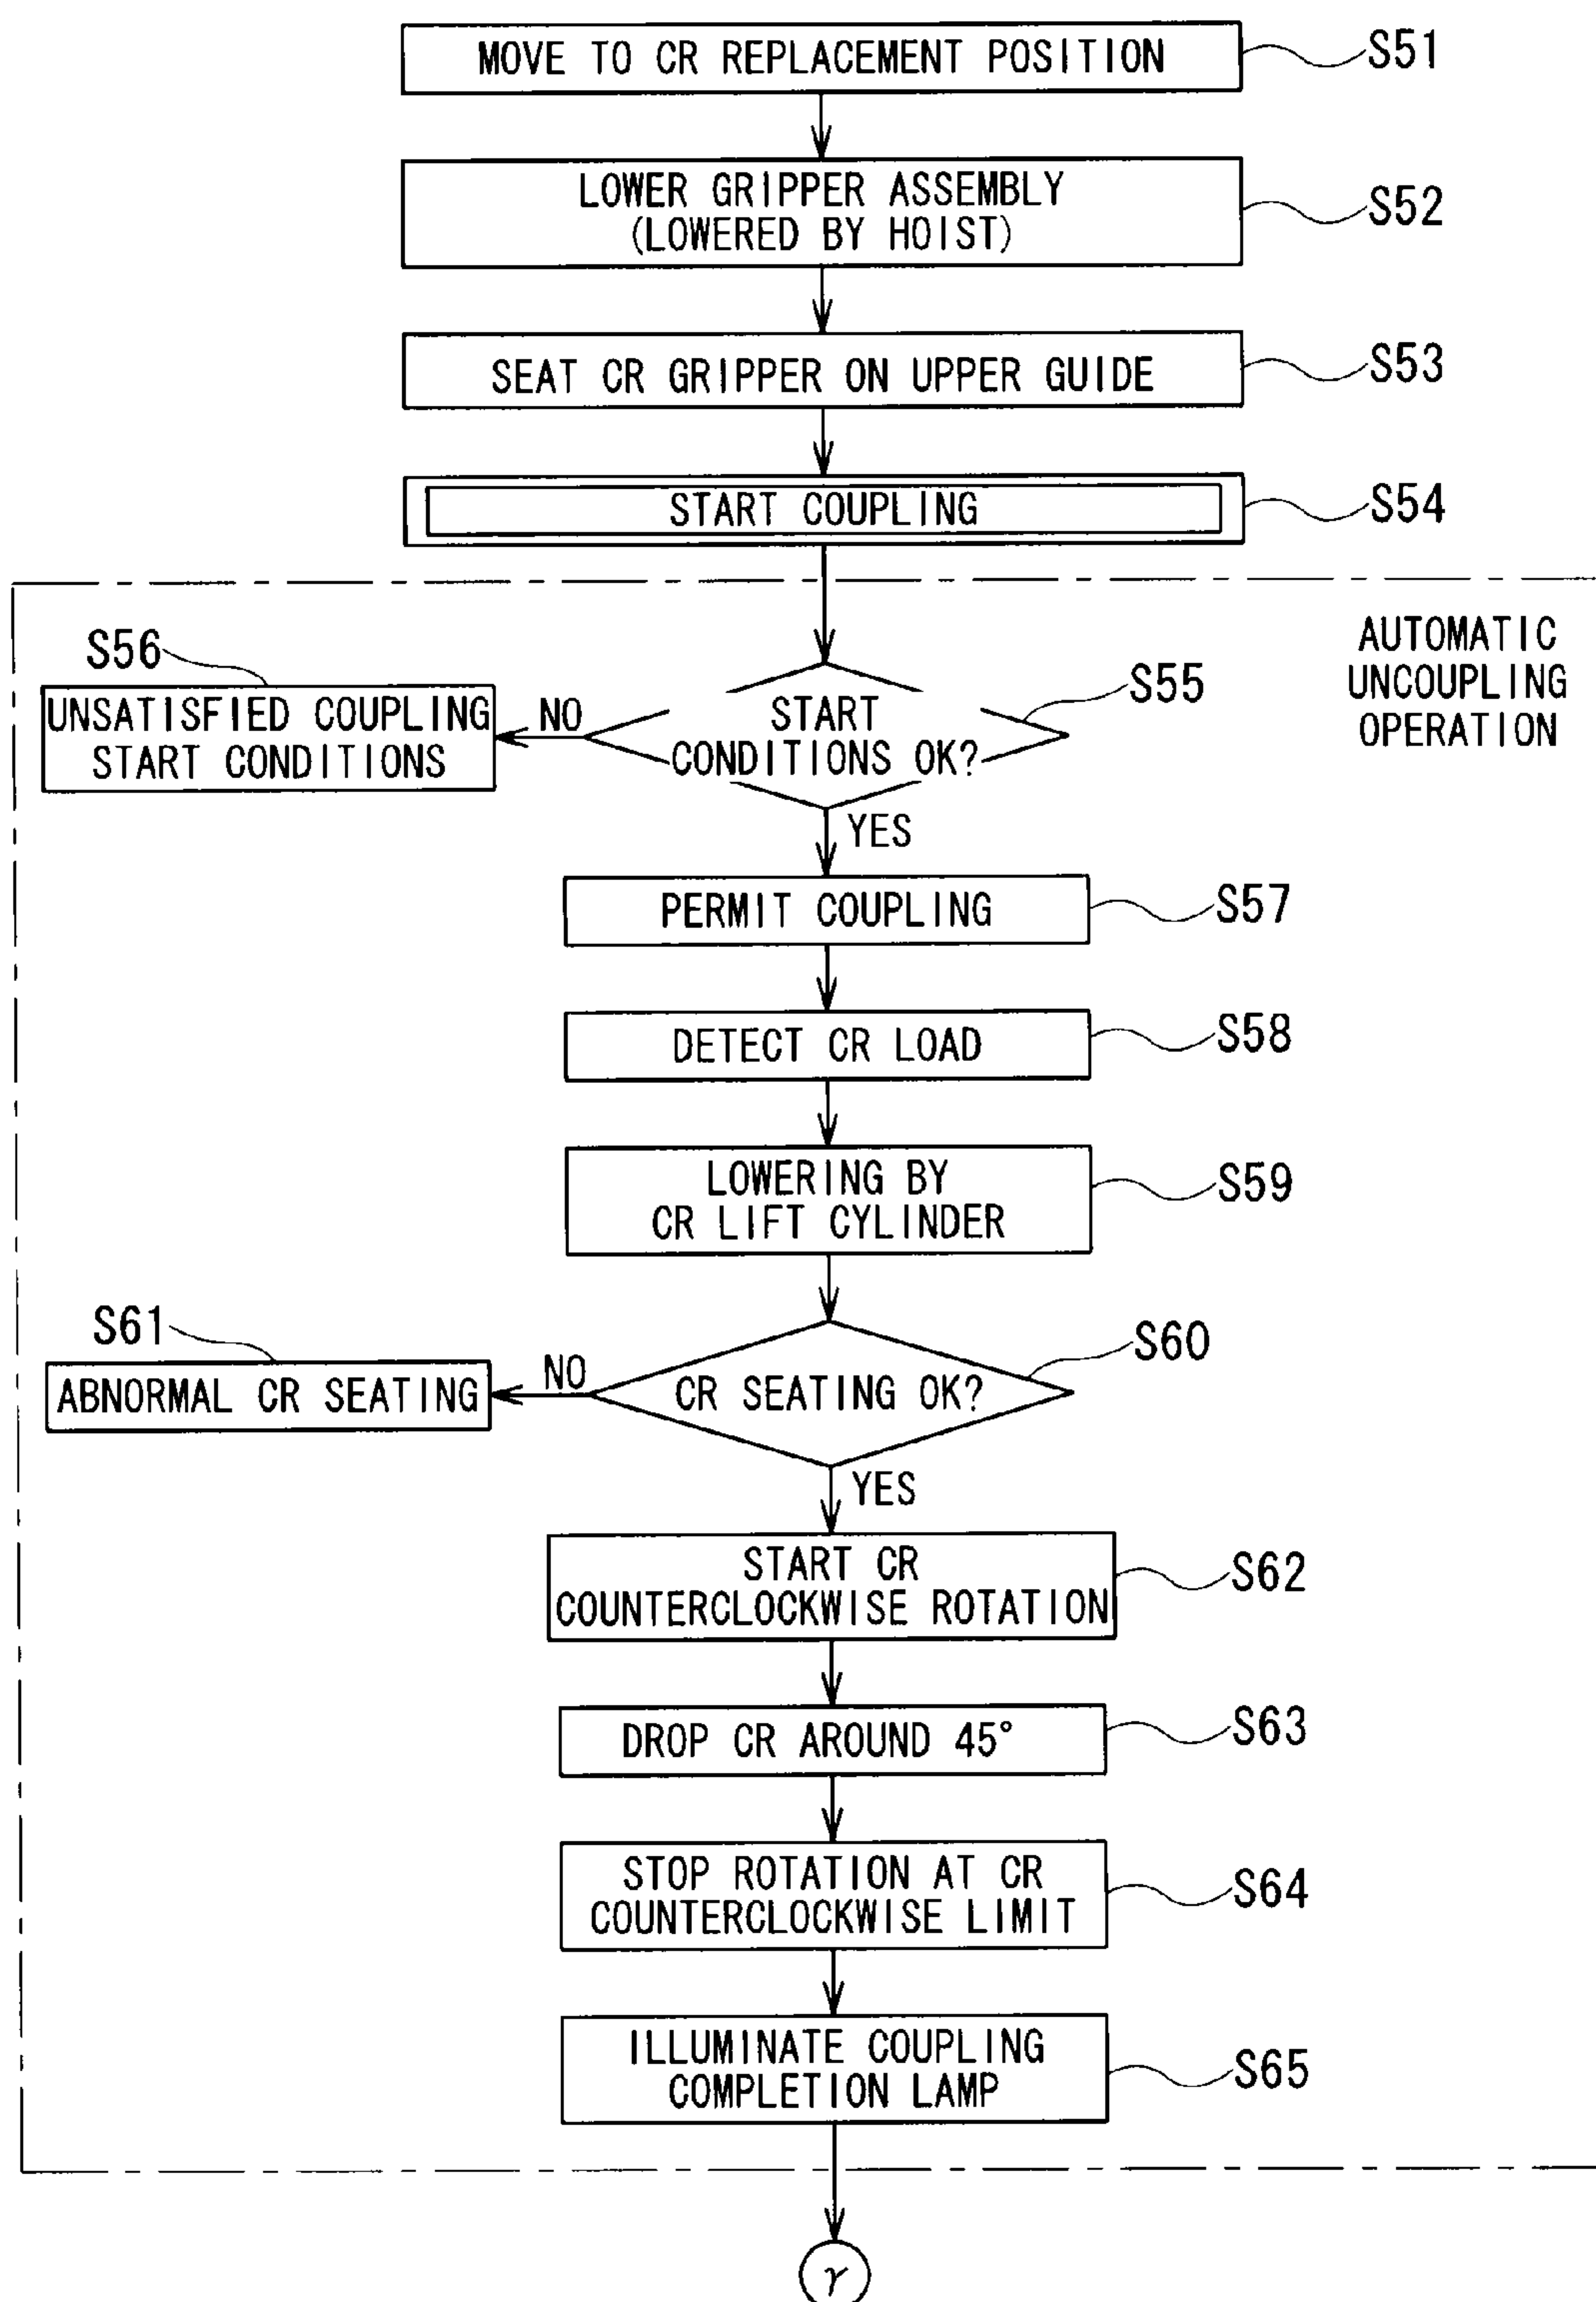 MOVE TO CR REPLACEMENT POSITION
S51
LOWER GRIPPER ASSEMBLY
(LOWERED BY HOIST)
S52
SEAT CR GRIPPER ON UPPER GUIDE
S53
START COUPLING
S54
AUTOMATIC
UNCOUPLING
OPERATION
START
CONDITIONS OK?
S55
NO
S56
UNSATISFIED COUPLING
START CONDITIONS
YES
PERMIT COUPLING
S57
DETECT CR LOAD
S58
LOWERING BY
CR LIFT CYLINDER
S59
CR SEATING OK?
S60
NO
S61
ABNORMAL CR SEATING
YES
START CR
COUNTERCLOCKWISE ROTATION
S62
DROP CR AROUND 45°
S63
STOP ROTATION AT CR
COUNTERCLOCKWISE LIMIT
S64
ILLUMINATE COUPLING
COMPLETION LAMP
S65
γ